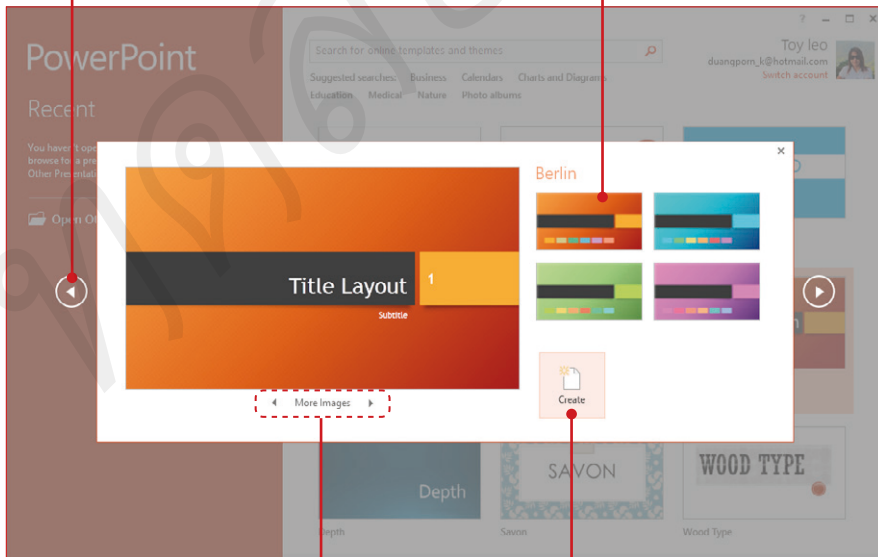 PowerPoint
Recent
You haven't ope
browse for a pre
Other Presentati
Open Ot
Search for online templates and themes
Suggested searches: Business Calendars Charts and Diagrams
Education Medical Nature Photo albums
Toy leo
duangporn_k@hotmail.com
Switch account
Berlin
Title Layout
1
Subtitle
More Images
Create
Depth
SAVON
WOOD TYPE
Depth
Savon
Wood Type